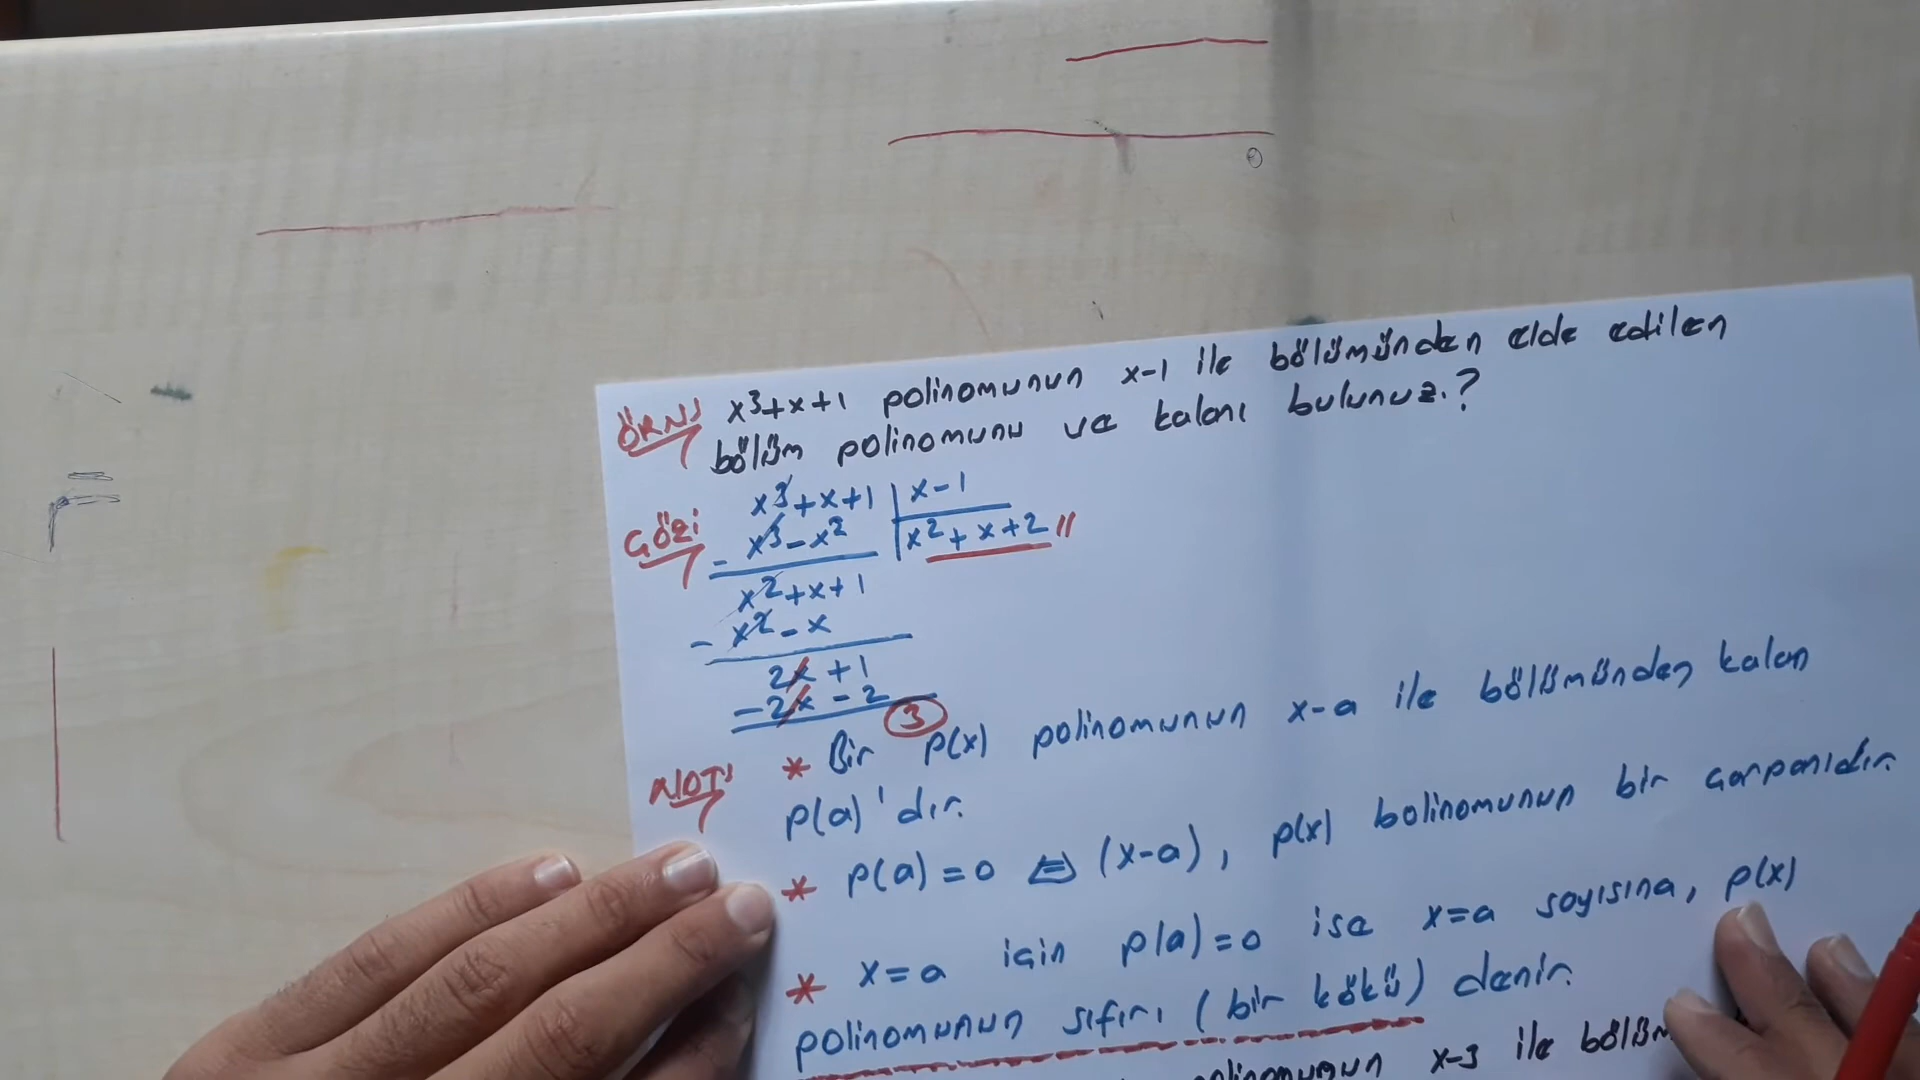 ÖRN/ x³+x+1 polinomunun x-1 ile bölümünden elde edilen
bölüm polinomunu ve kalanı bulunuz.?
ÇÖZ/ x³+x+1 | x-1
- x³-x² | x²+x+2 //
x²+x+1
- x²-x
2x+1
-2x-2
3
NOT/ * Bir p(x) polinomunun x-a ile bölümünden kalan
p(a)'dır.
* p(a)=0 ⇔ (x-a), p(x) bolinomunun bir çarpanıdır.
* x=a için p(a)=0 ise x=a sayısına, p(x)
polinomunun sıfırı (bir kökü) denir.
polinomunun x-3 ile